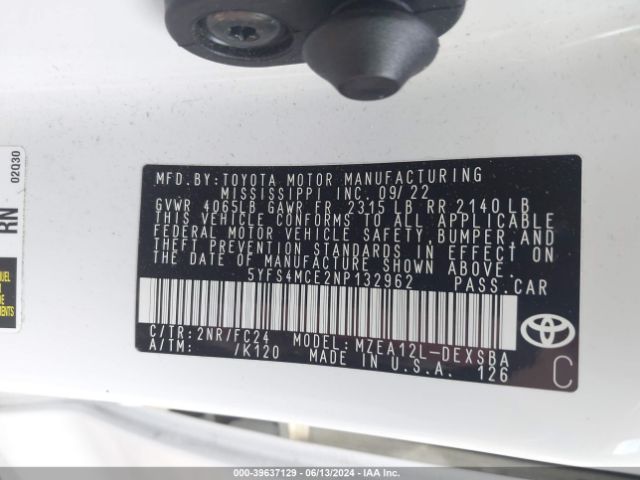 MFD.BY:TOYOTA MOTOR MANUFACTURING
MISSISSIPPI INC. 09/22
GVWR 4065LB GAWR FR 2315LB RR 2140LB
THIS VEHICLE CONFORMS TO ALL APPLICABLE
FEDERAL MOTOR VEHICLE SAFETY,BUMPER,AND
THEFT PREVENTION STANDARDS IN EFFECT ON
THE DATE OF MANUFACTURE SHOWN ABOVE.
5YFS4MCE2NP132962 PASS.CAR
C/TR:2NR/FC24 MODEL:MZEA12L-DEXSBA
A/TM: /K120 MADE IN U.S.A. 126
C
RN 02Q30
000-39637129 - 06/13/2024 - IAA Inc.